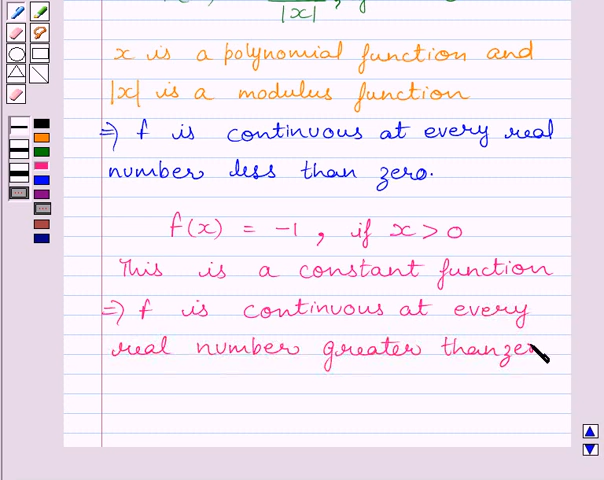 |x|
x is a polynomial function and
|x| is a modulus function
⇒ f is continuous at every real
number less than zero.
f(x) = -1, if x > 0
This is a constant function
⇒ f is continuous at every
real number greater than ze